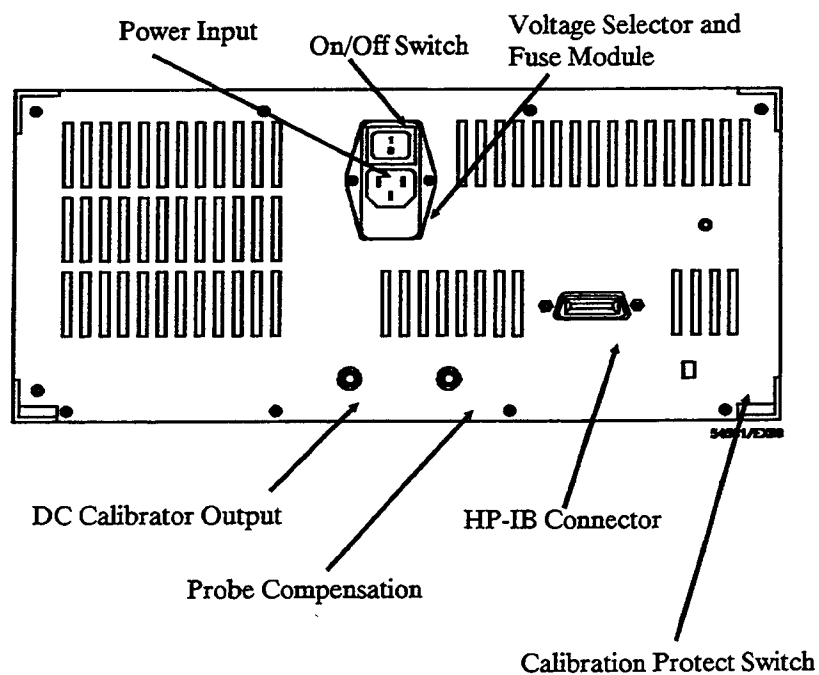 Power Input
On/Off Switch
Voltage Selector and
Fuse Module
DC Calibrator Output
HP-IB Connector
Probe Compensation
Calibration Protect Switch